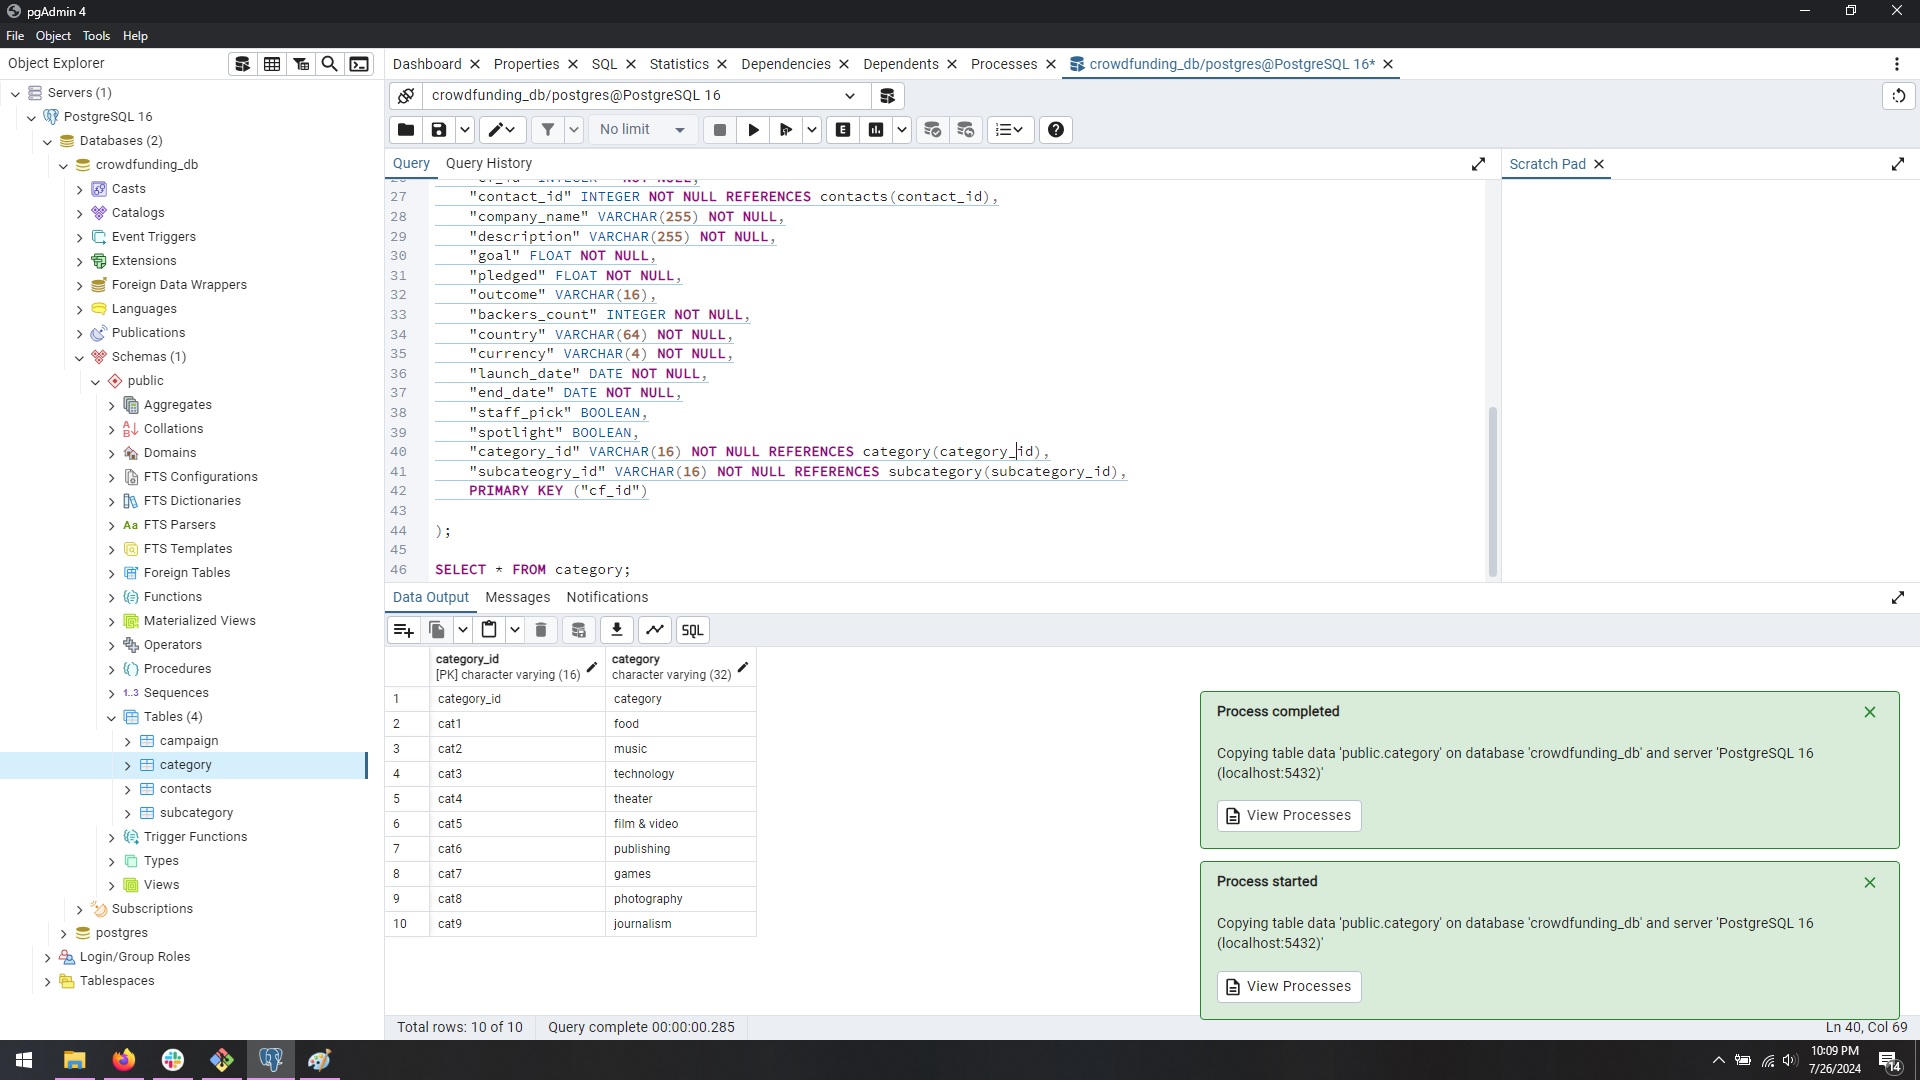 pgAdmin 4
File Object Tools Help
Object Explorer
Servers (1)
PostgreSQL 16
Databases (2)
crowdfunding_db
Casts
Catalogs
Event Triggers
Extensions
Foreign Data Wrappers
Languages
Publications
Schemas (1)
public
Aggregates
Collations
Domains
FTS Configurations
FTS Dictionaries
FTS Parsers
FTS Templates
Foreign Tables
Functions
Materialized Views
Operators
Procedures
Sequences
Tables (4)
campaign
category
contacts
subcategory
Trigger Functions
Types
Views
Subscriptions
postgres
Login/Group Roles
Tablespaces
Dashboard Properties SQL Statistics Dependencies Dependents Processes crowdfunding_db/postgres@PostgreSQL 16*
crowdfunding_db/postgres@PostgreSQL 16
No limit
Query Query History
Scratch Pad
27 "contact_id" INTEGER NOT NULL REFERENCES contacts(contact_id),
28 "company_name" VARCHAR(255) NOT NULL,
29 "description" VARCHAR(255) NOT NULL,
30 "goal" FLOAT NOT NULL,
31 "pledged" FLOAT NOT NULL,
32 "outcome" VARCHAR(16),
33 "backers_count" INTEGER NOT NULL,
34 "country" VARCHAR(64) NOT NULL,
35 "currency" VARCHAR(4) NOT NULL,
36 "launch_date" DATE NOT NULL,
37 "end_date" DATE NOT NULL,
38 "staff_pick" BOOLEAN,
39 "spotlight" BOOLEAN,
40 "category_id" VARCHAR(16) NOT NULL REFERENCES category(category_id),
41 "subcateogry_id" VARCHAR(16) NOT NULL REFERENCES subcategory(subcategory_id),
42 PRIMARY KEY ("cf_id")
43
44 );
45
46 SELECT * FROM category;
Data Output Messages Notifications
SQL
category_id category
[PK] character varying (16) character varying (32)
1 category_id category
2 cat1 food
3 cat2 music
4 cat3 technology
5 cat4 theater
6 cat5 film & video
7 cat6 publishing
8 cat7 games
9 cat8 photography
10 cat9 journalism
Process completed
Copying table data 'public.category' on database 'crowdfunding_db' and server 'PostgreSQL 16
(localhost:5432)'
View Processes
Process started
Copying table data 'public.category' on database 'crowdfunding_db' and server 'PostgreSQL 16
(localhost:5432)'
View Processes
Total rows: 10 of 10 Query complete 00:00:00.285
Ln 40, Col 69
10:09 PM
7/26/2024
14